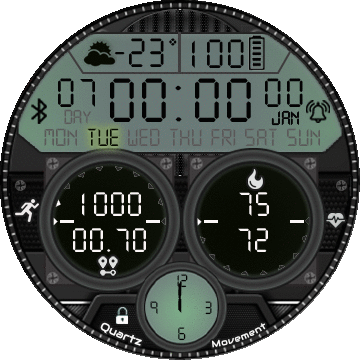 -23° 100
07 00:00 00
DAY JAN
MON TUE WED THU FRI SAT SUN
1000 75
00.70 72
12
9 3
6
Quartz Movement